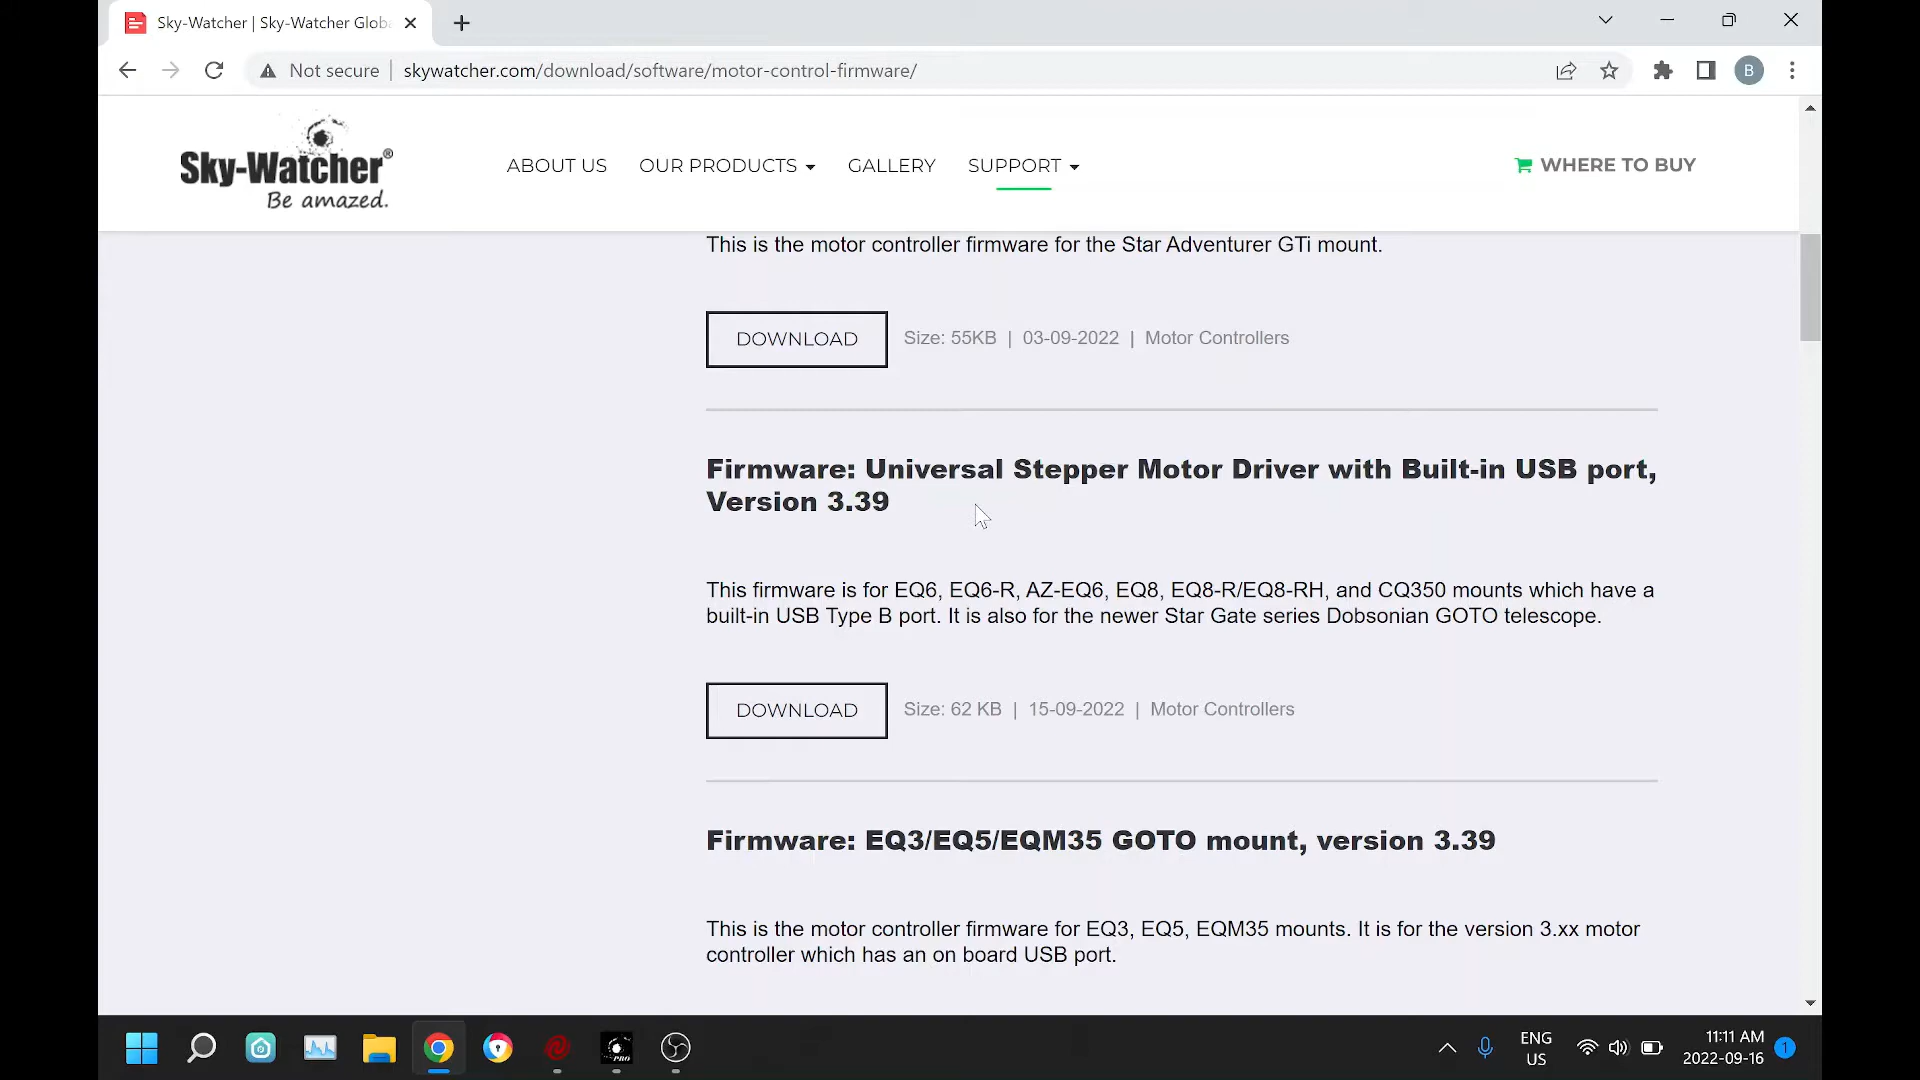 Sky-Watcher | Sky-Watcher Glob
Not secure | skywatcher.com/download/software/motor-control-firmware/
B
Sky-Watcher®
Be amazed.
ABOUT US OUR PRODUCTS GALLERY SUPPORT
WHERE TO BUY
This is the motor controller firmware for the Star Adventurer GTi mount.
DOWNLOAD Size: 55KB | 03-09-2022 | Motor Controllers
Firmware: Universal Stepper Motor Driver with Built-in USB port,
Version 3.39
This firmware is for EQ6, EQ6-R, AZ-EQ6, EQ8, EQ8-R/EQ8-RH, and CQ350 mounts which have a
built-in USB Type B port. It is also for the newer Star Gate series Dobsonian GOTO telescope.
DOWNLOAD Size: 62 KB | 15-09-2022 | Motor Controllers
Firmware: EQ3/EQ5/EQM35 GOTO mount, version 3.39
This is the motor controller firmware for EQ3, EQ5, EQM35 mounts. It is for the version 3.xx motor
controller which has an on board USB port.
PRO
ENG
US
11:11 AM
2022-09-16
1